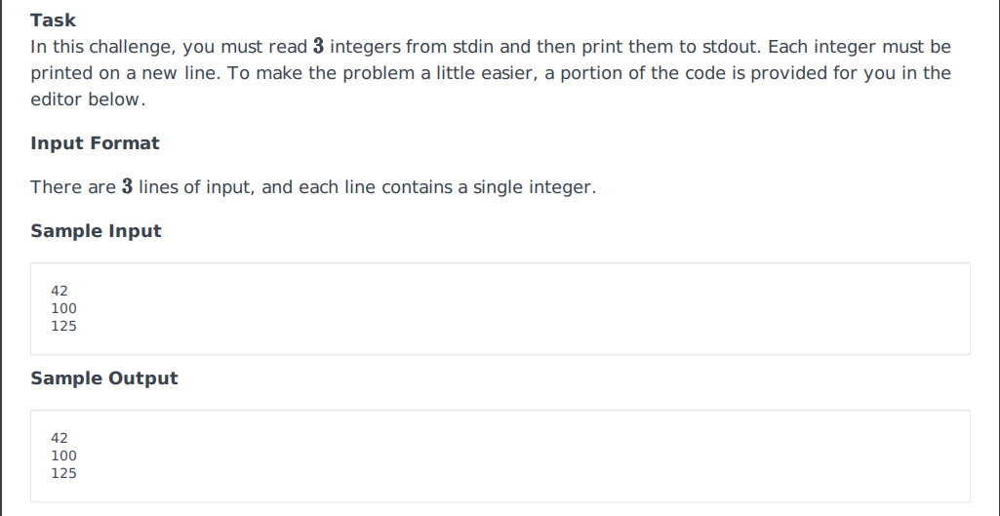 Task
In this challenge, you must read 3 integers from stdin and then print them to stdout. Each integer must be
printed on a new line. To make the problem a little easier, a portion of the code is provided for you in the
editor below.
Input Format
There are 3 lines of input, and each line contains a single integer.
Sample Input
42
100
125
Sample Output
42
100
125